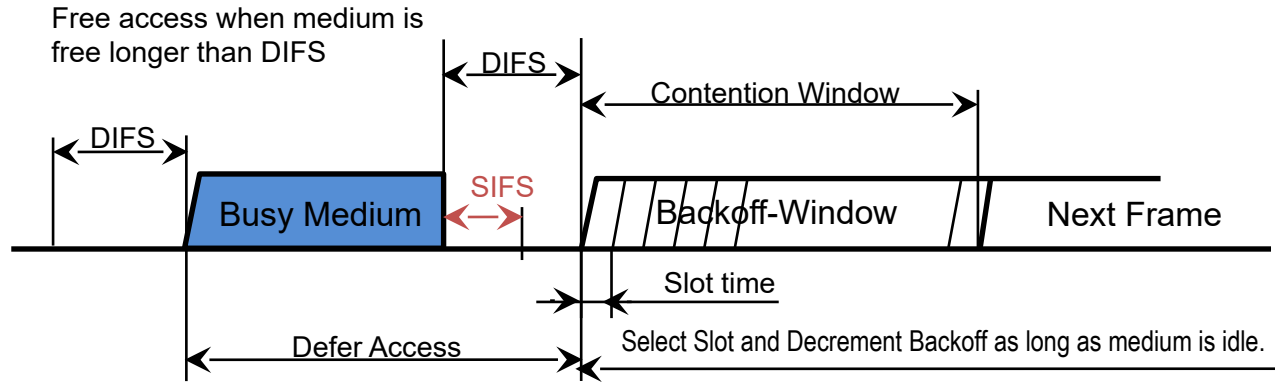 Free access when medium is
free longer than DIFS
DIFS
Contention Window
DIFS
SIFS
Busy Medium
Backoff-Window
Next Frame
Slot time
Defer Access
Select Slot and Decrement Backoff as long as medium is idle.